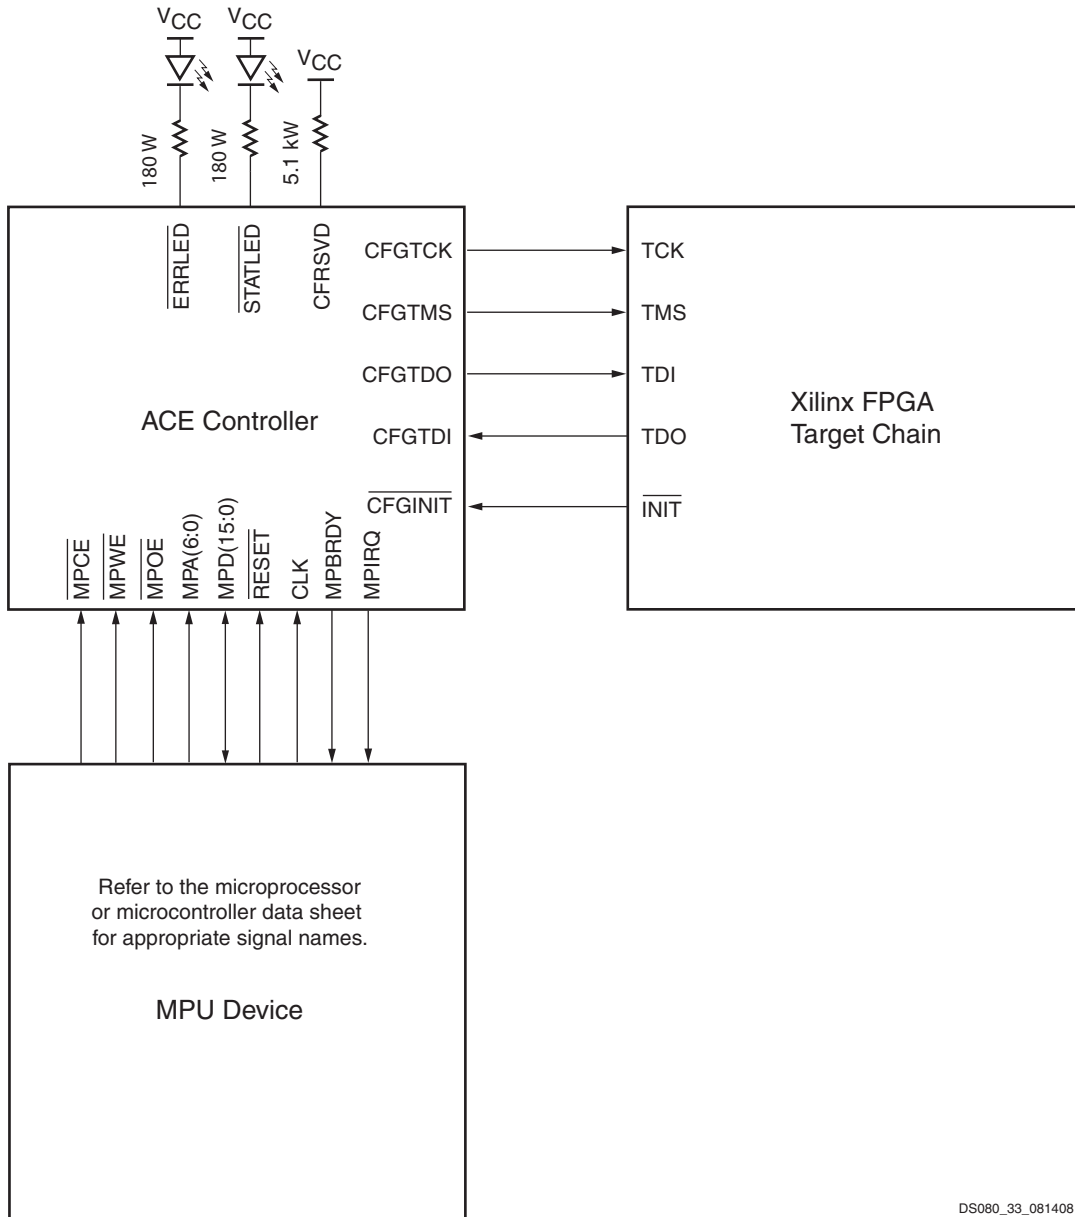 VCC
VCC
VCC
180 W
180 W
5.1 kW
ERRLED
STATLED
CFRSVD
CFGTCK
TCK
CFGTMS
TMS
CFGTDO
TDI
CFGTDI
TDO
CFGINIT
INIT
ACE Controller
Xilinx FPGA
Target Chain
MPCE
MPWE
MPOE
MPA(6:0)
MPD(15:0)
RESET
CLK
MPBRDY
MPIRQ
Refer to the microprocessor
or microcontroller data sheet
for appropriate signal names.
MPU Device
DS080_33_081408